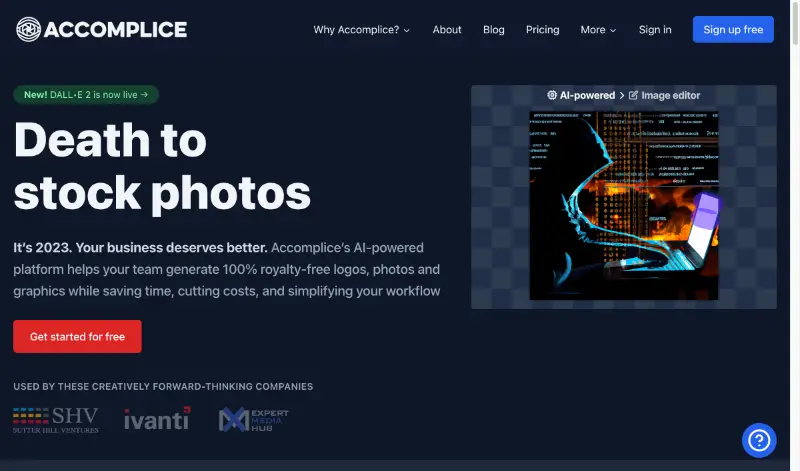 ACCOMPLICE
Why Accomplice?
About
Blog
Pricing
More
Sign in
Sign up free
New! DALL•E 2 is now live →
Death to
stock photos
It's 2023. Your business deserves better. Accomplice's AI-powered
platform helps your team generate 100% royalty-free logos, photos and
graphics while saving time, cutting costs, and simplifying your workflow
Get started for free
AI-powered > Image editor
USED BY THESE CREATIVELY FORWARD-THINKING COMPANIES
SHV
SUTTER HILL VENTURES
ivanti
EXPERT
MEDIA
HUB